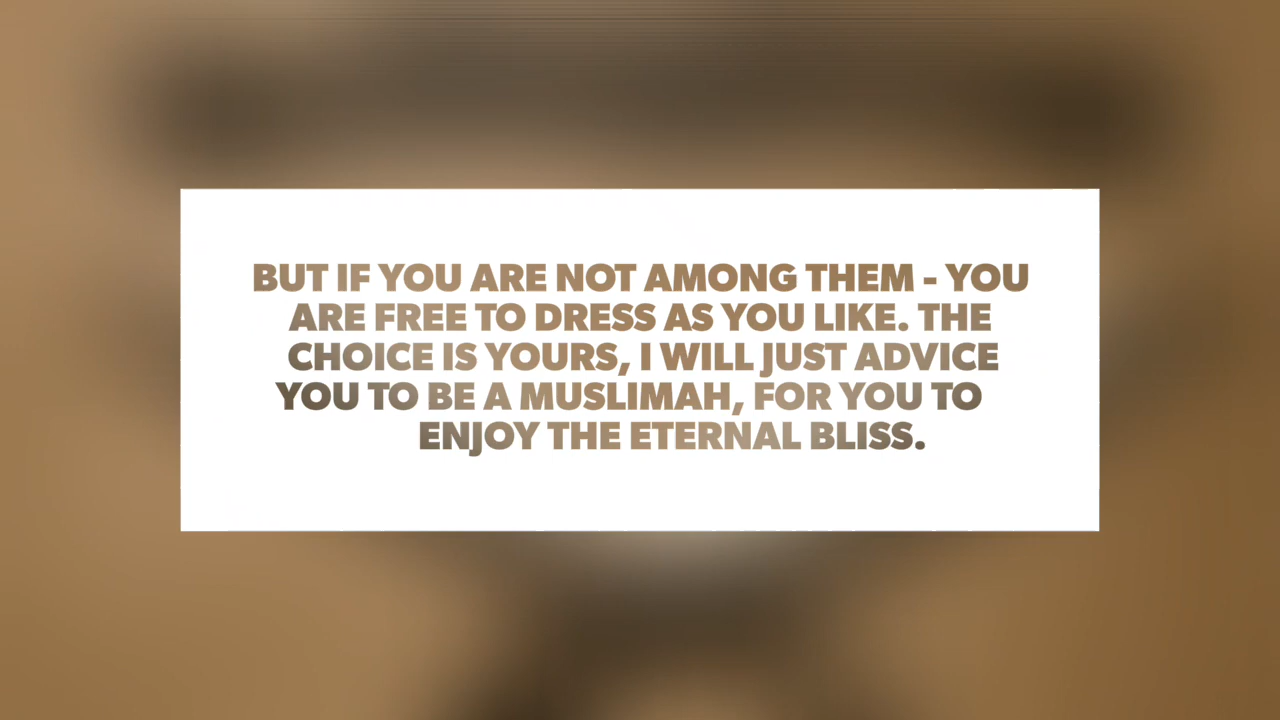 BUT IF YOU ARE NOT AMONG THEM - YOU
ARE FREE TO DRESS AS YOU LIKE. THE
CHOICE IS YOURS, I WILL JUST ADVICE
YOU TO BE A MUSLIMAH, FOR YOU TO
ENJOY THE ETERNAL BLISS.